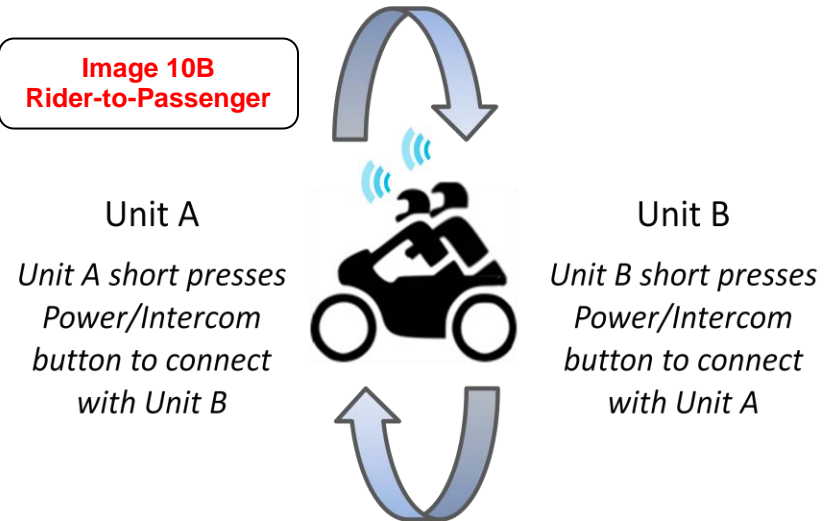 Image 10B
Rider-to-Passenger
Unit A
Unit A short presses
Power/Intercom
button to connect
with Unit B
Unit B
Unit B short presses
Power/Intercom
button to connect
with Unit A